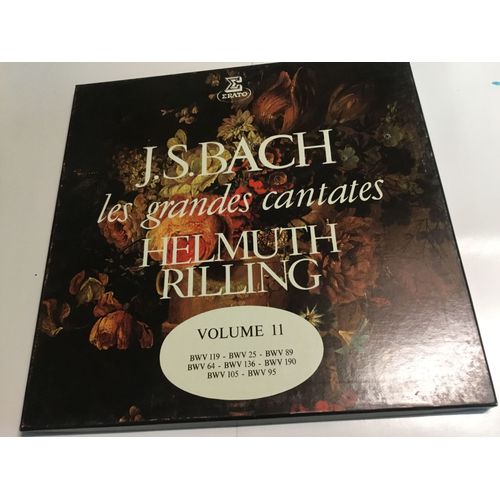 ERATO
J.S.BACH
les grandes cantates
HELMUTH
RILLING
VOLUME 11
BWV 119 - BWV 25 - BWV 89
BWV 64 - BWV 136 - BWV 190
BWV 105 - BWV 95